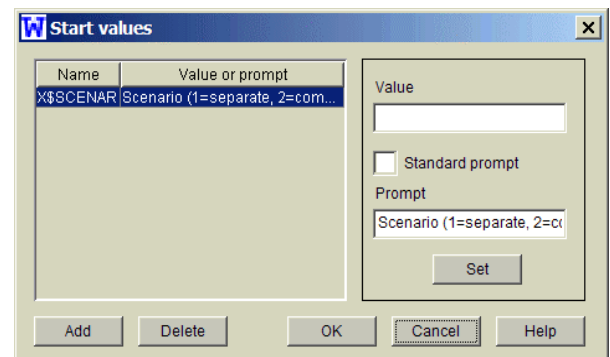 W Start values
Name Value or prompt
X$SCENAR Scenario (1=separate, 2=com...
Value
Standard prompt
Prompt
Scenario (1=separate, 2=c
Set
Add Delete OK Cancel Help